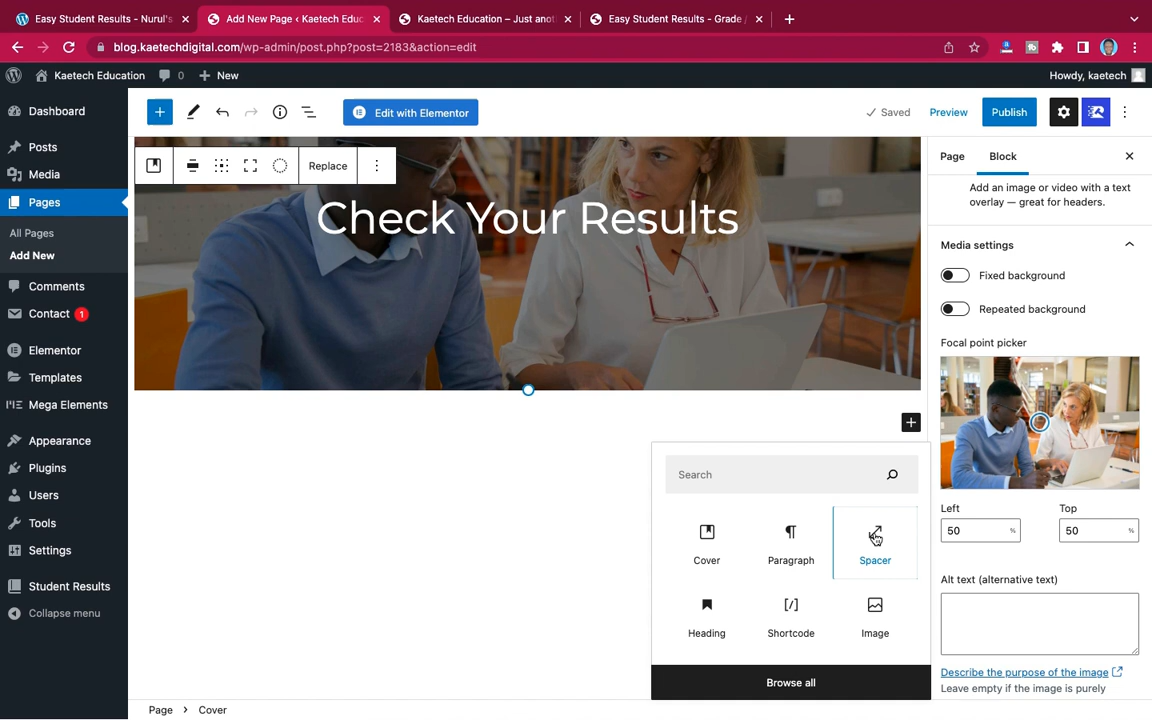 Easy Student Results - Nurul's
Add New Page ‹ Kaetech Educ
Kaetech Education – Just anot
Easy Student Results - Grade /
blog.kaetechdigital.com/wp-admin/post.php?post=2183&action=edit
Kaetech Education
0
New
Howdy, kaetech
Dashboard
Posts
Media
Pages
All Pages
Add New
Comments
Contact 1
Elementor
Templates
Mega Elements
Appearance
Plugins
Users
Tools
Settings
Student Results
Collapse menu
Edit with Elementor
Saved
Preview
Publish
Replace
Check Your Results
Search
Cover
Paragraph
Spacer
Heading
Shortcode
Image
Browse all
Page
Block
Add an image or video with a text
overlay — great for headers.
Media settings
Fixed background
Repeated background
Focal point picker
Left
Top
50 %
50 %
Alt text (alternative text)
Describe the purpose of the image
Leave empty if the image is purely
Page › Cover